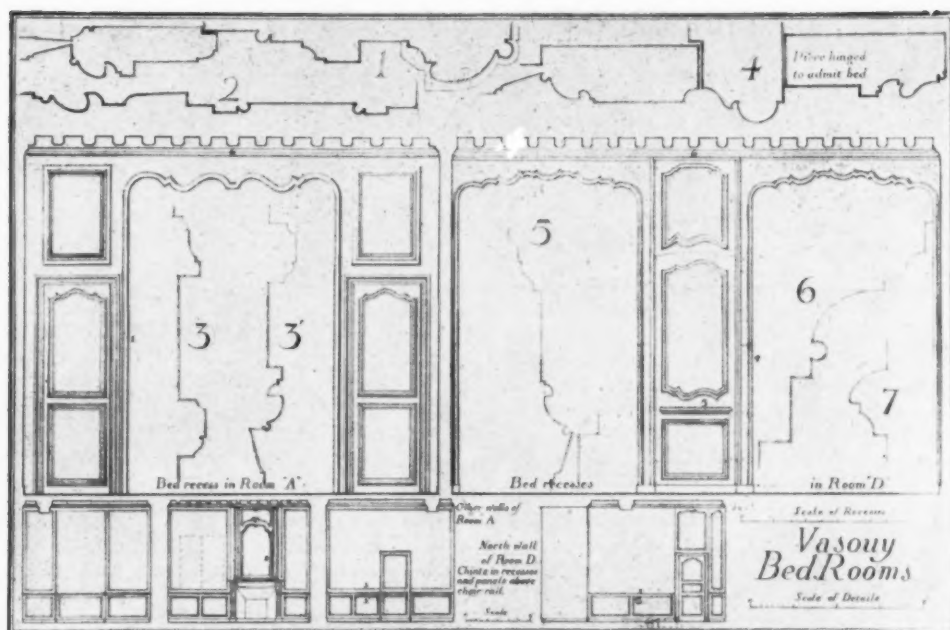 1
2
4
Piece hinged
to admit bed
3
3'
5
6
7
Bed recess in Room "A"
Bed recesses
in Room "D"
Other walls of
Room A
North wall
of Room D
Chintz in recesses
and panels above
chair rail.
Scale
Scale of Recesses
Vasouy
Bed.Rooms
Scale of Details